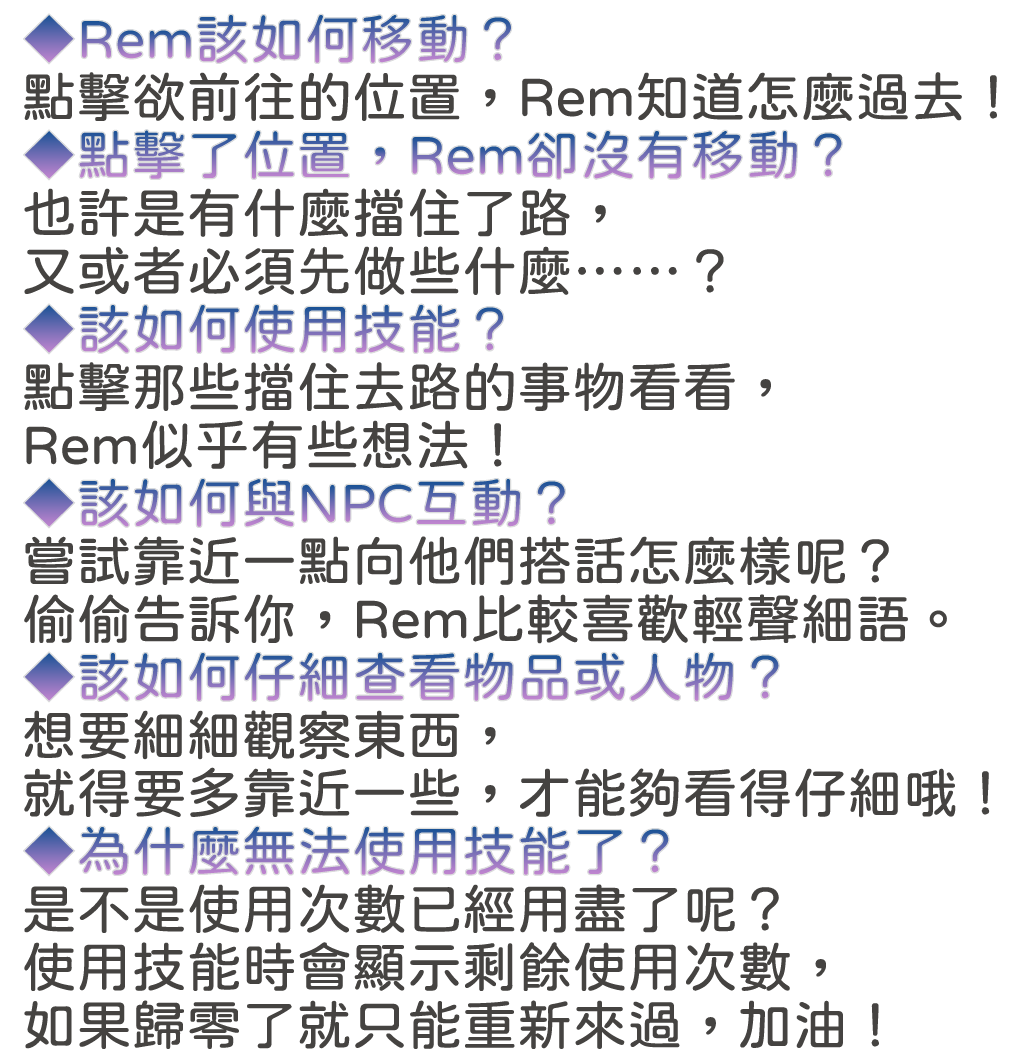 ◆Rem該如何移動？
點擊欲前往的位置，Rem知道怎麼過去！
◆點擊了位置，Rem卻沒有移動？
也許是有什麼擋住了路，
又或者必須先做些什麼……？
◆該如何使用技能？
點擊那些擋住去路的事物看看，
Rem似乎有些想法！
◆該如何與NPC互動？
嘗試靠近一點向他們搭話怎麼樣呢？
偷偷告訴你，Rem比較喜歡輕聲細語。
◆該如何仔細查看物品或人物？
想要細細觀察東西，
就得要多靠近一些，才能夠看得仔細哦！
◆為什麼無法使用技能了？
是不是使用次數已經用盡了呢？
使用技能時會顯示剩餘使用次數，
如果歸零了就只能重新來過，加油！